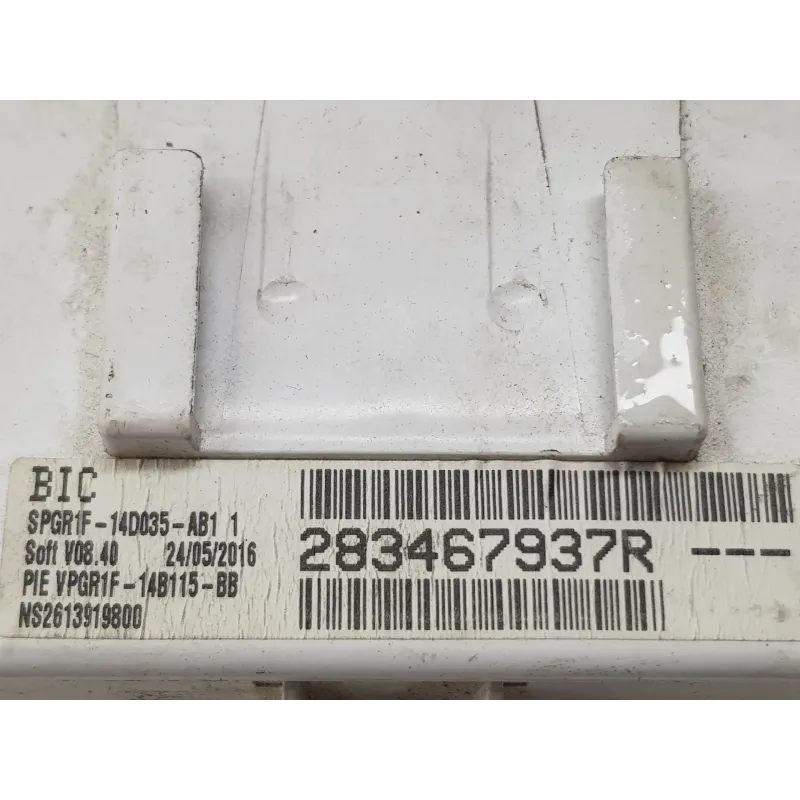 BIC
SPGR1F-14D035-AB1 1
Soft V08.40 24/05/2016
PIE VPGR1F-14B115-BB
NS2613919800
283467937R ---